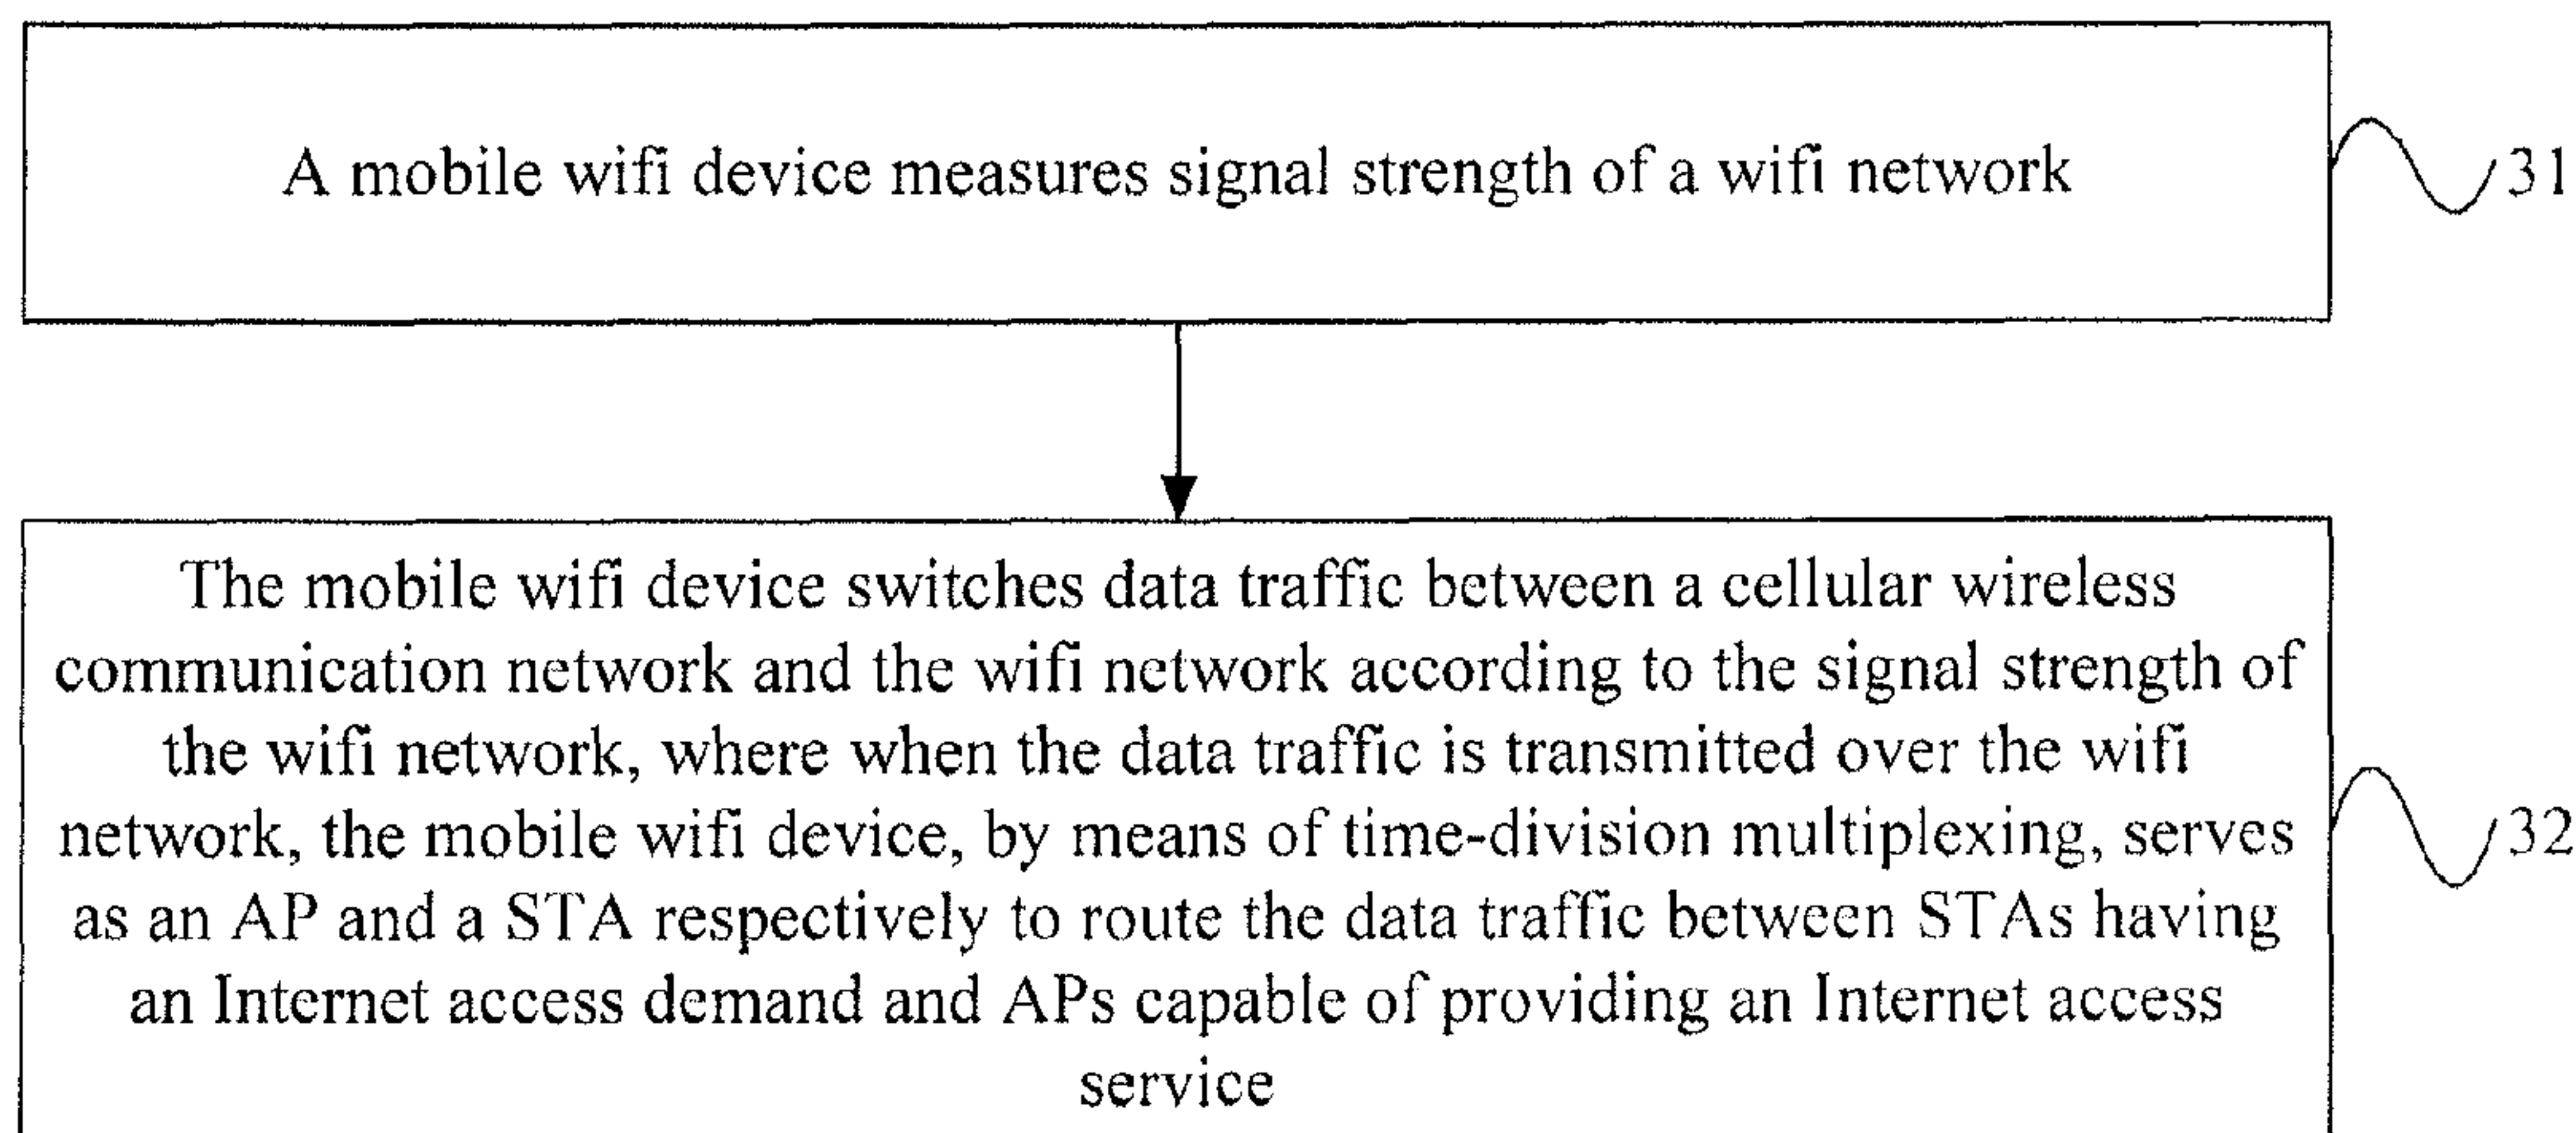 A mobile wifi device measures signal strength of a wifi network
31
The mobile wifi device switches data traffic between a cellular wireless
communication network and the wifi network according to the signal strength of
the wifi network, where when the data traffic is transmitted over the wifi
network, the mobile wifi device, by means of time-division multiplexing, serves
as an AP and a STA respectively to route the data traffic between STAs having
an Internet access demand and APs capable of providing an Internet access
service
32